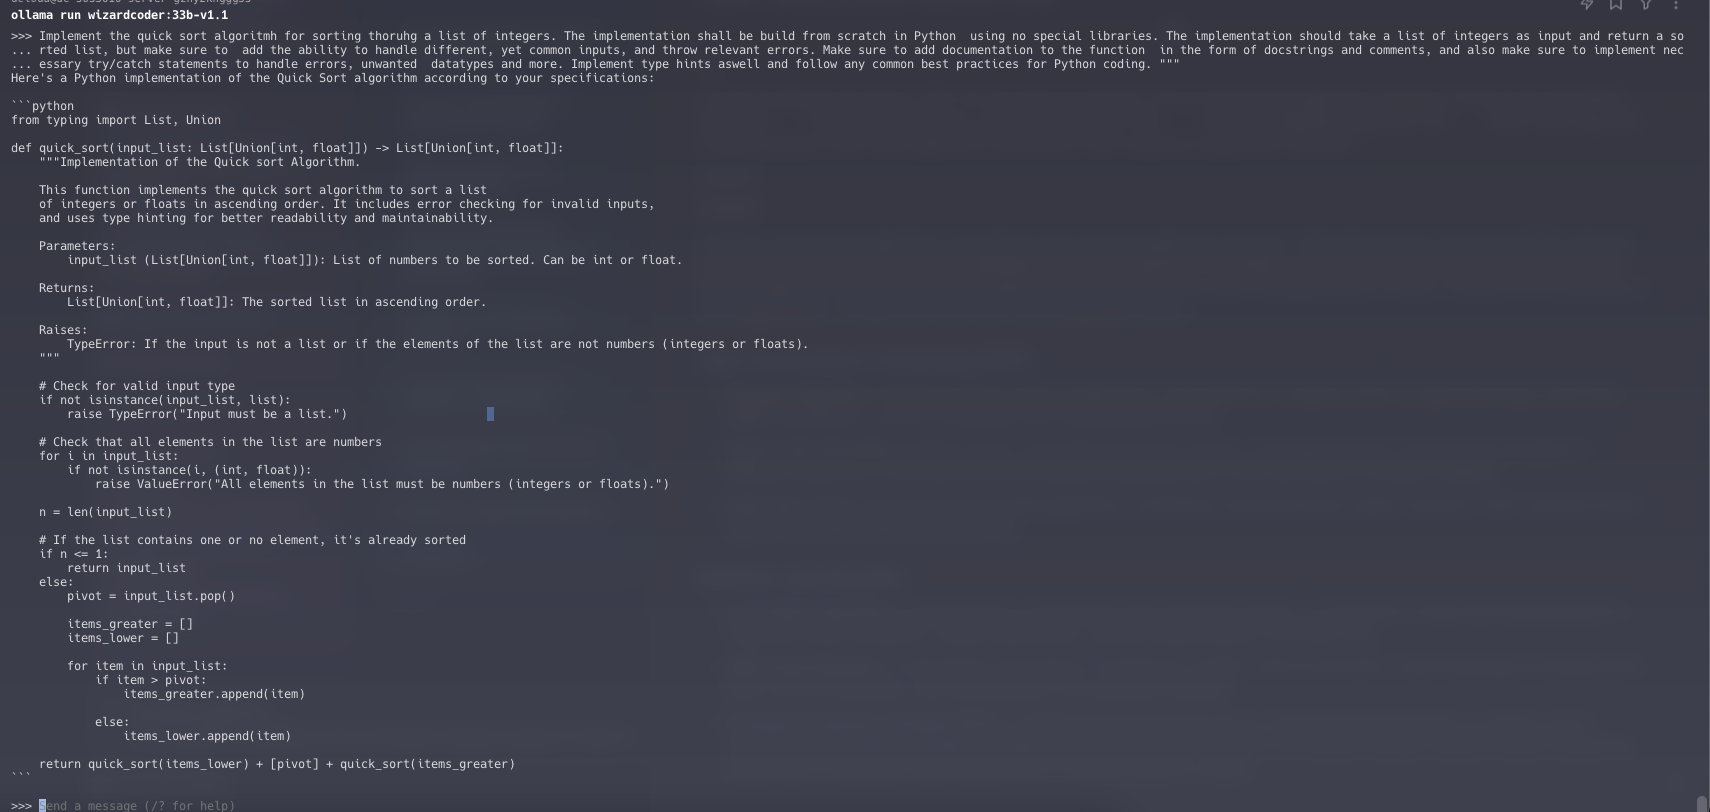 ollama run wizardcoder:33b-v1.1
>>> Implement the quick sort algoritmh for sorting thoruhg a list of integers. The implementation shall be build from scratch in Python  using no special libraries. The implementation should take a list of integers as input and return a so
... rted list, but make sure to  add the ability to handle different, yet common inputs, and throw relevant errors. Make sure to add documentation to the function  in the form of docstrings and comments, and also make sure to implement nec
... essary try/catch statements to handle errors, unwanted  datatypes and more. Implement type hints aswell and follow any common best practices for Python coding. """
Here's a Python implementation of the Quick Sort algorithm according to your specifications:
```python
from typing import List, Union
def quick_sort(input_list: List[Union[int, float]]) -> List[Union[int, float]]:
    """Implementation of the Quick sort Algorithm.
    This function implements the quick sort algorithm to sort a list
    of integers or floats in ascending order. It includes error checking for invalid inputs,
    and uses type hinting for better readability and maintainability.
    Parameters:
        input_list (List[Union[int, float]]): List of numbers to be sorted. Can be int or float.
    Returns:
        List[Union[int, float]]: The sorted list in ascending order.
    Raises:
        TypeError: If the input is not a list or if the elements of the list are not numbers (integers or floats).
    """
    # Check for valid input type
    if not isinstance(input_list, list):
        raise TypeError("Input must be a list.")
    # Check that all elements in the list are numbers
    for i in input_list:
        if not isinstance(i, (int, float)):
            raise ValueError("All elements in the list must be numbers (integers or floats).")
    n = len(input_list)
    # If the list contains one or no element, it's already sorted
    if n <= 1:
        return input_list
    else:
        pivot = input_list.pop()
        items_greater = []
        items_lower = []
        for item in input_list:
            if item > pivot:
                items_greater.append(item)
            else:
                items_lower.append(item)
    return quick_sort(items_lower) + [pivot] + quick_sort(items_greater)
```
>>> Send a message (/? for help)